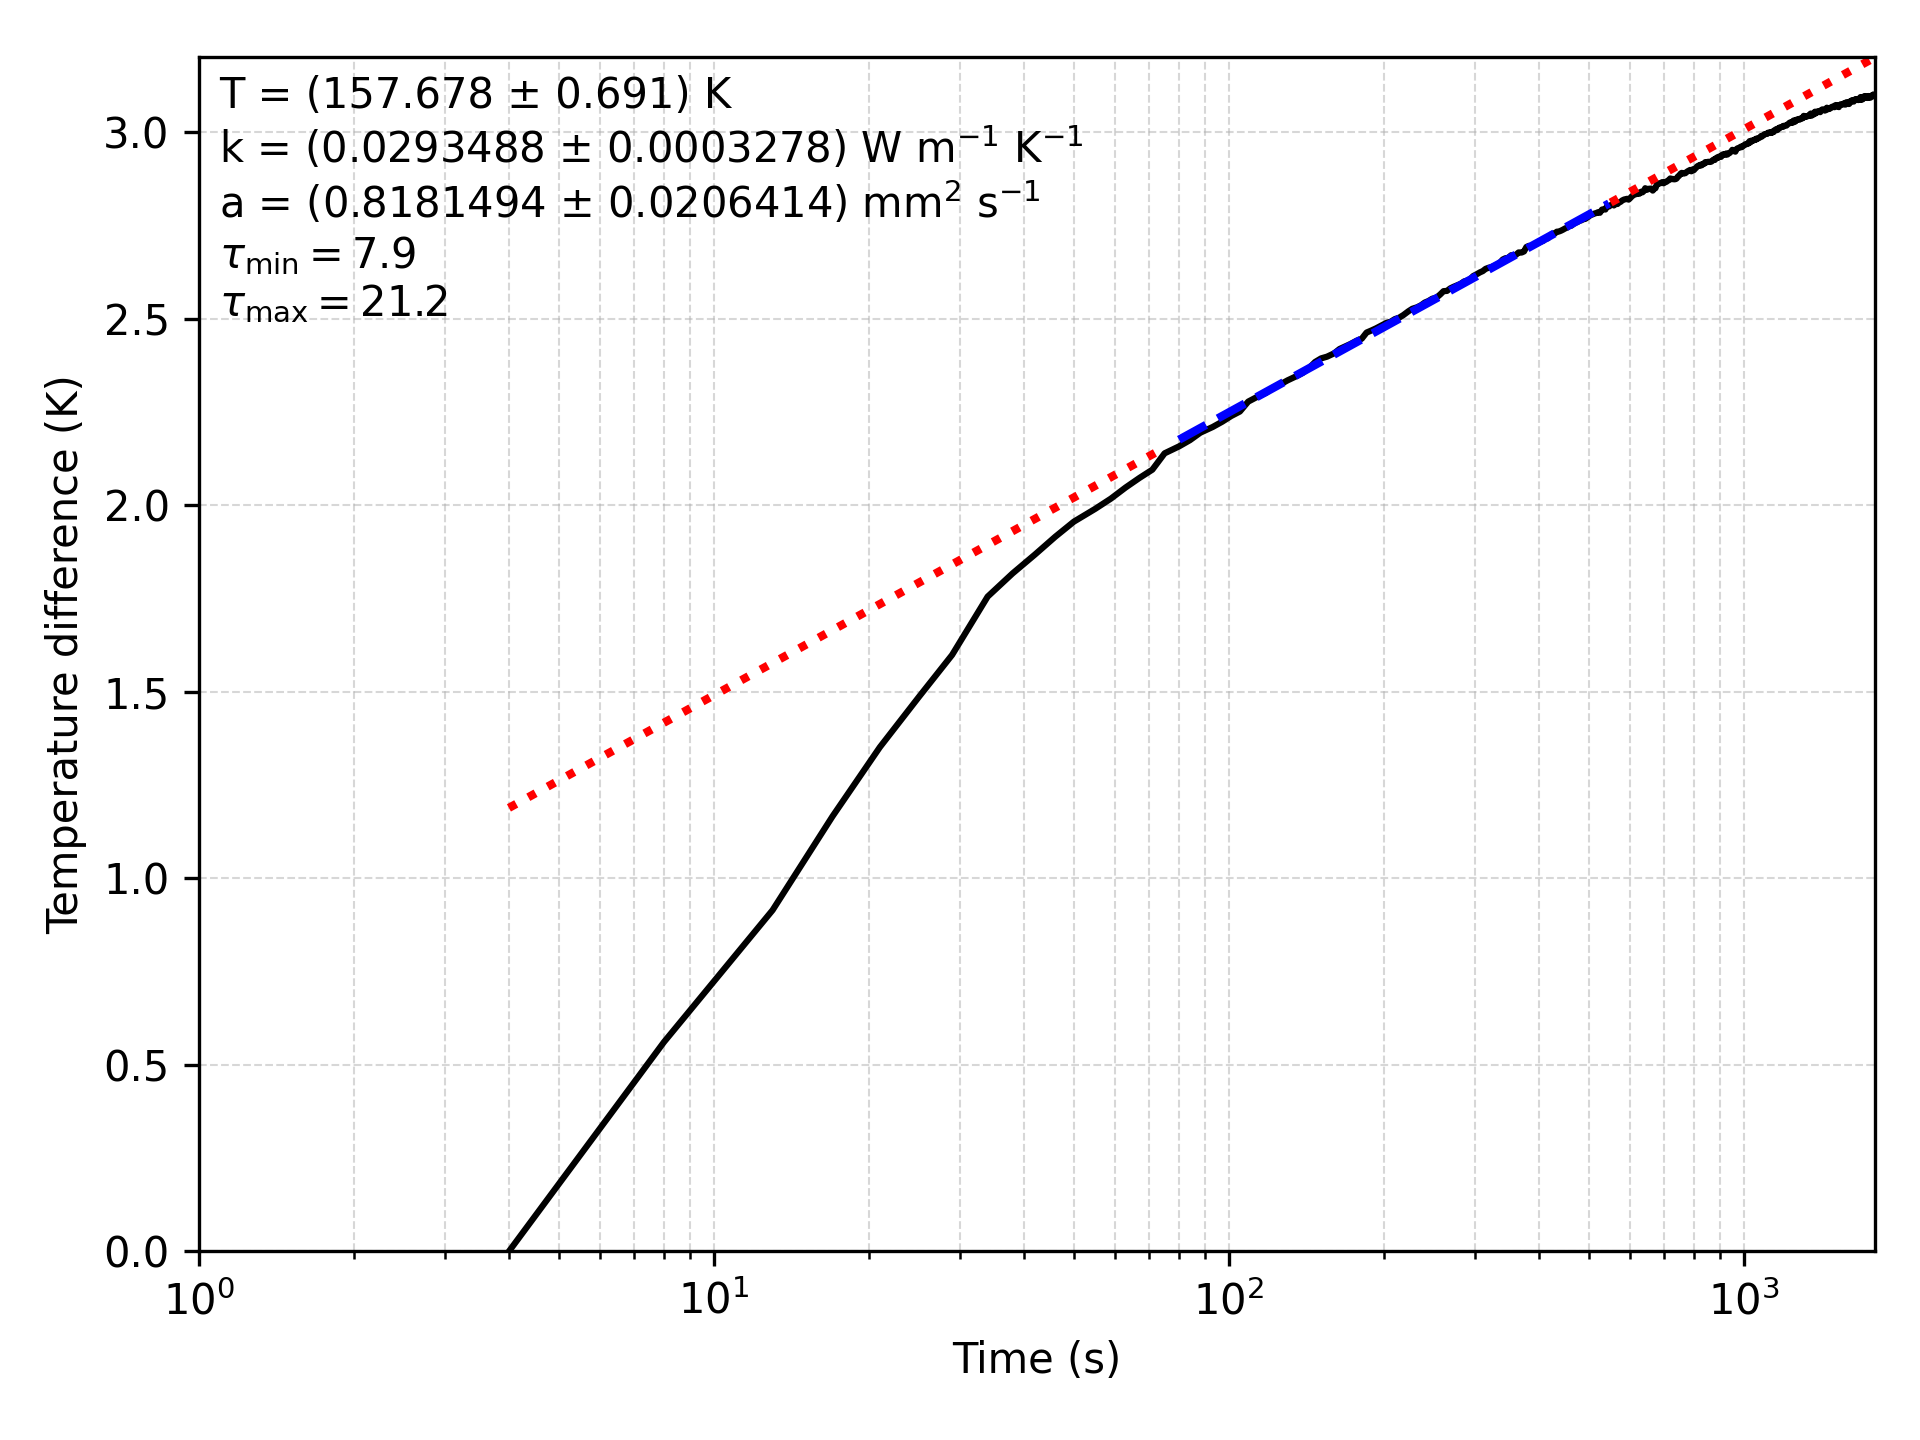 T = (157.678 ± 0.691) K
k = (0.0293488 ± 0.0003278) W m⁻¹ K⁻¹
a = (0.8181494 ± 0.0206414) mm² s⁻¹
τmin = 7.9
τmax = 21.2
Temperature difference (K)
3.0
2.5
2.0
1.5
1.0
0.5
0.0
10⁰ 10¹ 10² 10³
Time (s)